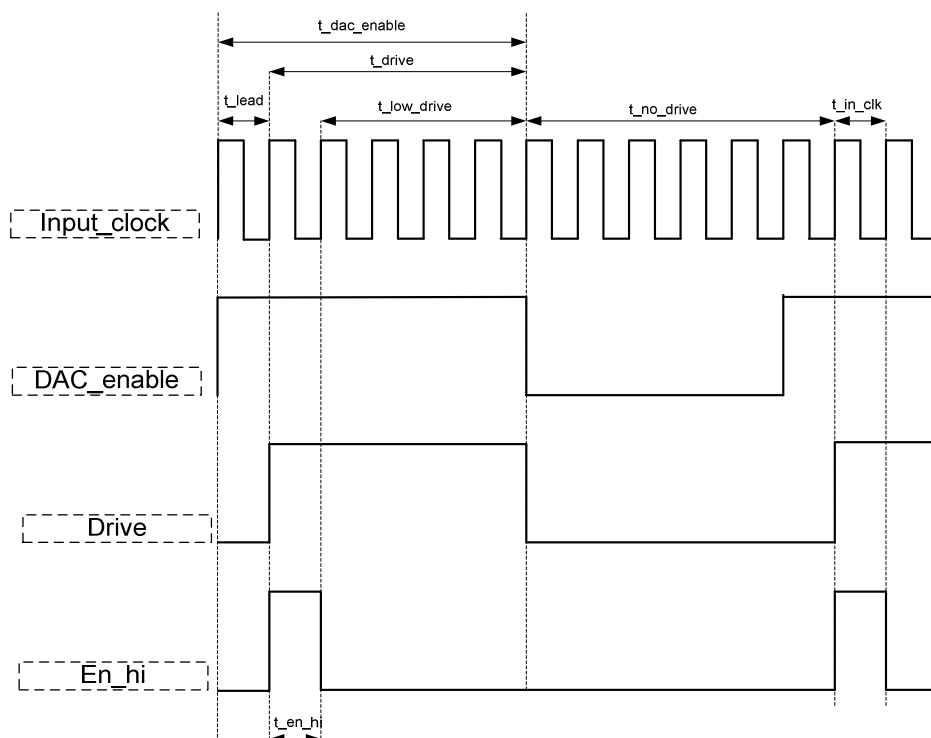 t_dac_enable
t_drive
t_lead
t_low_drive
t_no_drive
t_in_clk
Input_clock
DAC_enable
Drive
En_hi
t_en_hi